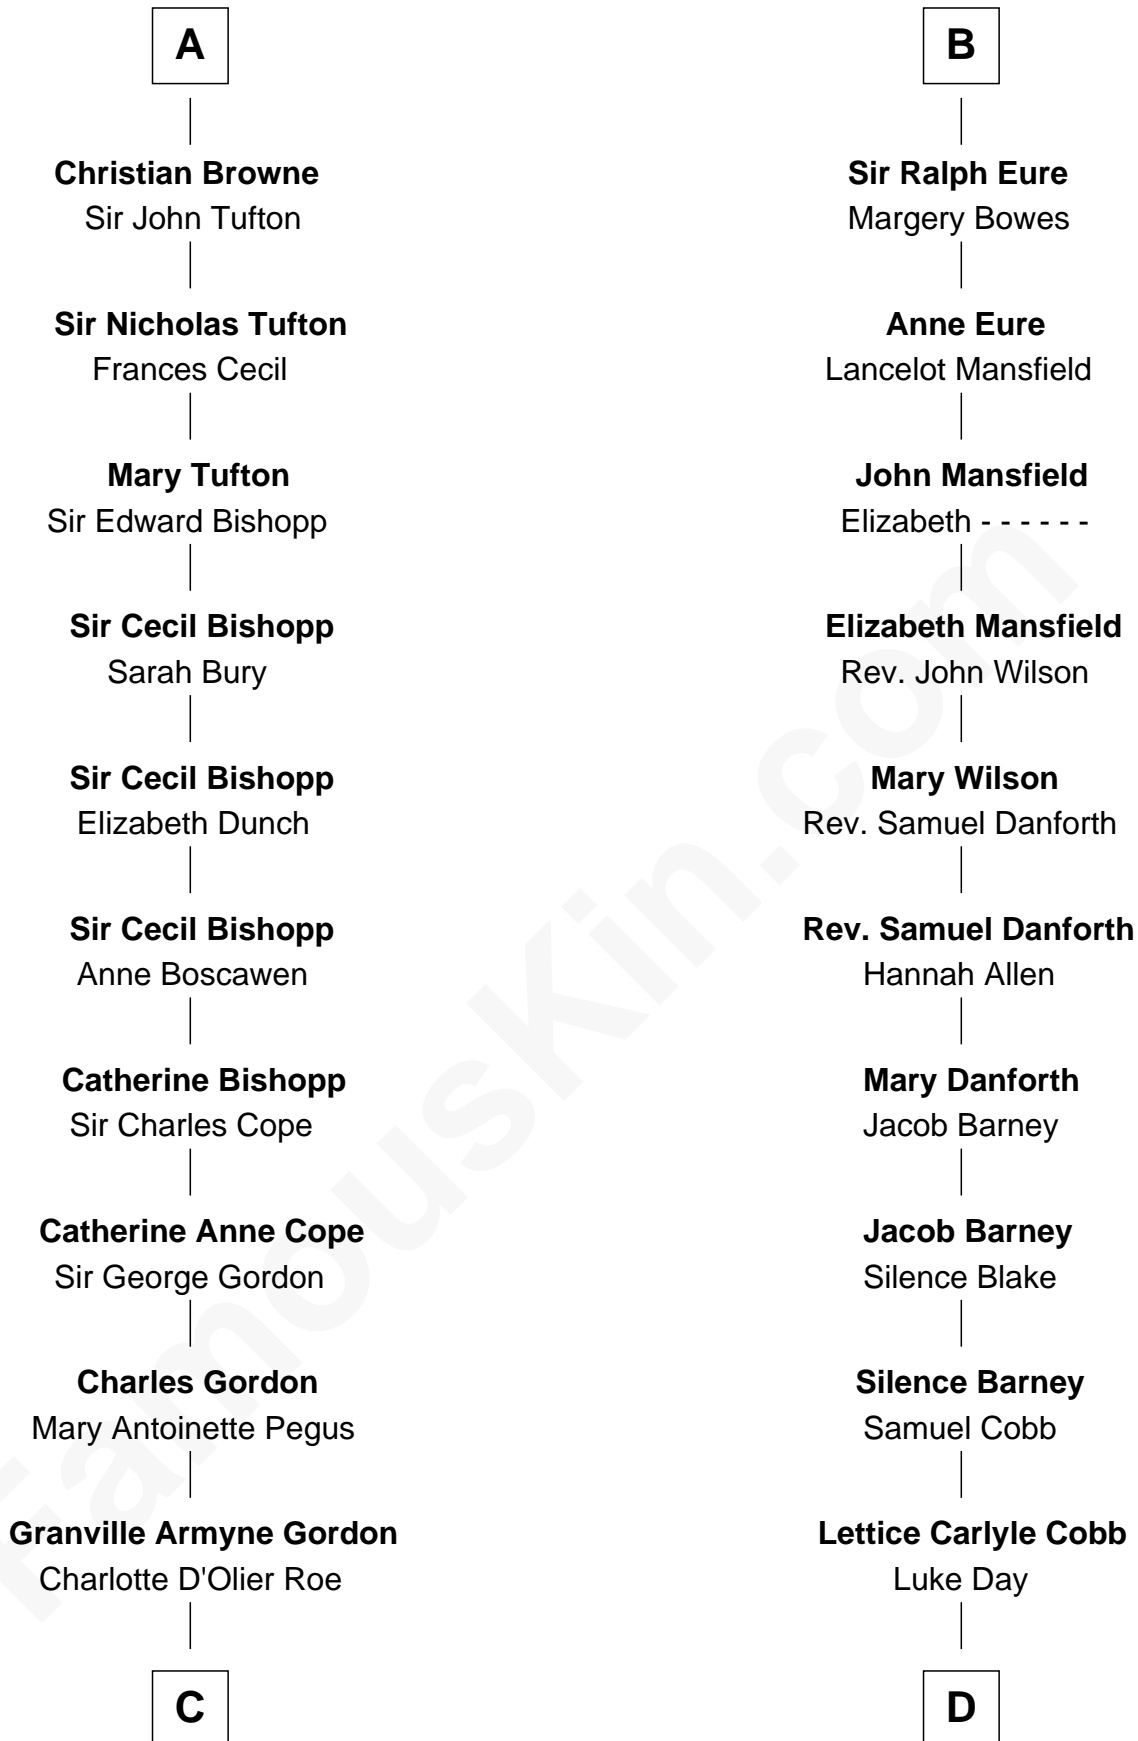 A
Christian Browne
Sir John Tufton
Sir Nicholas Tufton
Frances Cecil
Mary Tufton
Sir Edward Bishopp
Sir Cecil Bishopp
Sarah Bury
Sir Cecil Bishopp
Elizabeth Dunch
Sir Cecil Bishopp
Anne Boscawen
Catherine Bishopp
Sir Charles Cope
Catherine Anne Cope
Sir George Gordon
Charles Gordon
Mary Antoinette Pegus
Granville Armyne Gordon
Charlotte D'Olier Roe
C
B
Sir Ralph Eure
Margery Bowes
Anne Eure
Lancelot Mansfield
John Mansfield
Elizabeth - - - - - -
Elizabeth Mansfield
Rev. John Wilson
Mary Wilson
Rev. Samuel Danforth
Rev. Samuel Danforth
Hannah Allen
Mary Danforth
Jacob Barney
Jacob Barney
Silence Blake
Silence Barney
Samuel Cobb
Lettice Carlyle Cobb
Luke Day
D
FamousKin.com